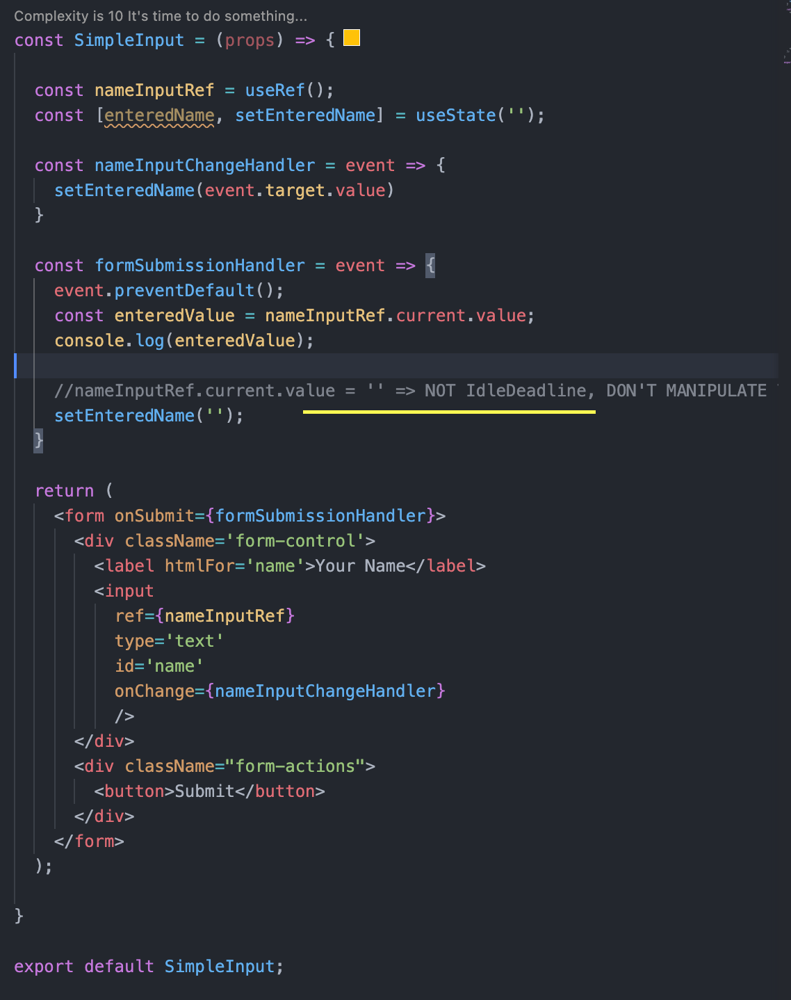 Complexity is 10 It's time to do something...
const SimpleInput = (props) => {
const nameInputRef = useRef();
const [enteredName, setEnteredName] = useState('');
const nameInputChangeHandler = event => {
setEnteredName(event.target.value)
}
const formSubmissionHandler = event => {
event.preventDefault();
const enteredValue = nameInputRef.current.value;
console.log(enteredValue);
//nameInputRef.current.value = '' => NOT IdleDeadline, DON'T MANIPULATE
setEnteredName('');
}
return (
<form onSubmit={formSubmissionHandler}>
<div className='form-control'>
<label htmlFor='name'>Your Name</label>
<input
ref={nameInputRef}
type='text'
id='name'
onChange={nameInputChangeHandler}
/>
</div>
<div className="form-actions">
<button>Submit</button>
</div>
</form>
);
}
export default SimpleInput;